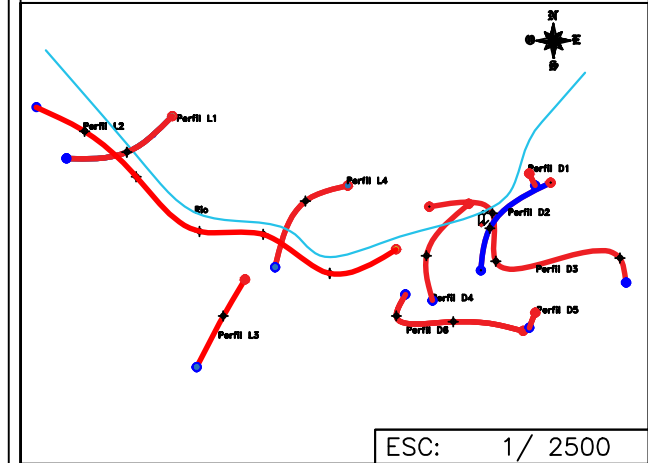 N
O E
S
Perfil L2
Perfil L1
Perfil D1
Perfil L4
Rio
Perfil D2
Perfil D3
Perfil D4
Perfil D5
Perfil L3
Perfil D6
ESC: 1/ 2500